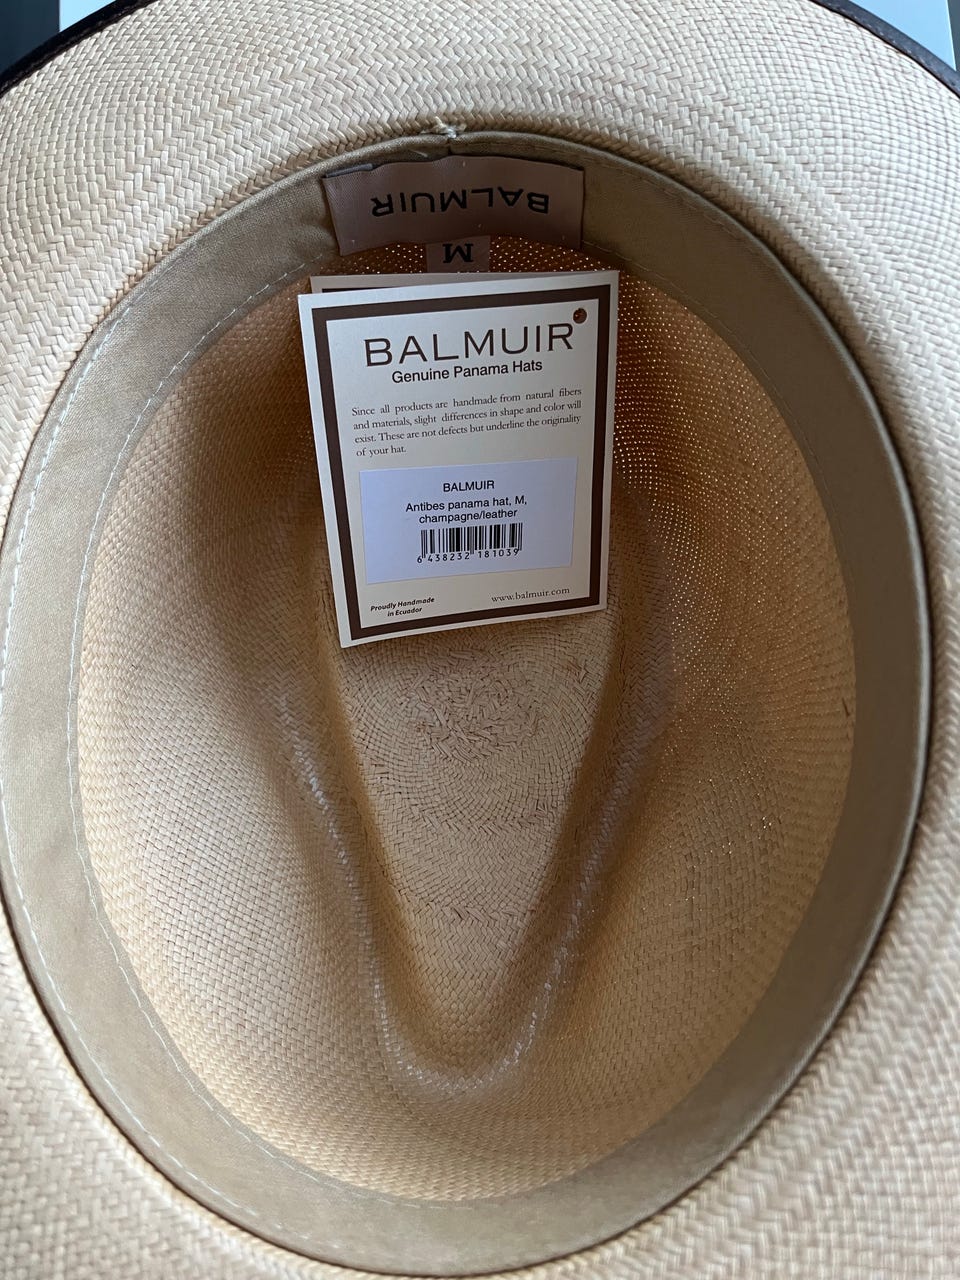 BALMUIR
M
BALMUIR
Genuine Panama Hats
Since all products are handmade from natural fibers
and materials, slight differences in shape and color will
exist. These are not defects but underline the originality
of your hat.
BALMUIR
Antibes panama hat, M,
champagne/leather
6 438232 181039
Proudly Handmade
in Ecuador
www.balmuir.com